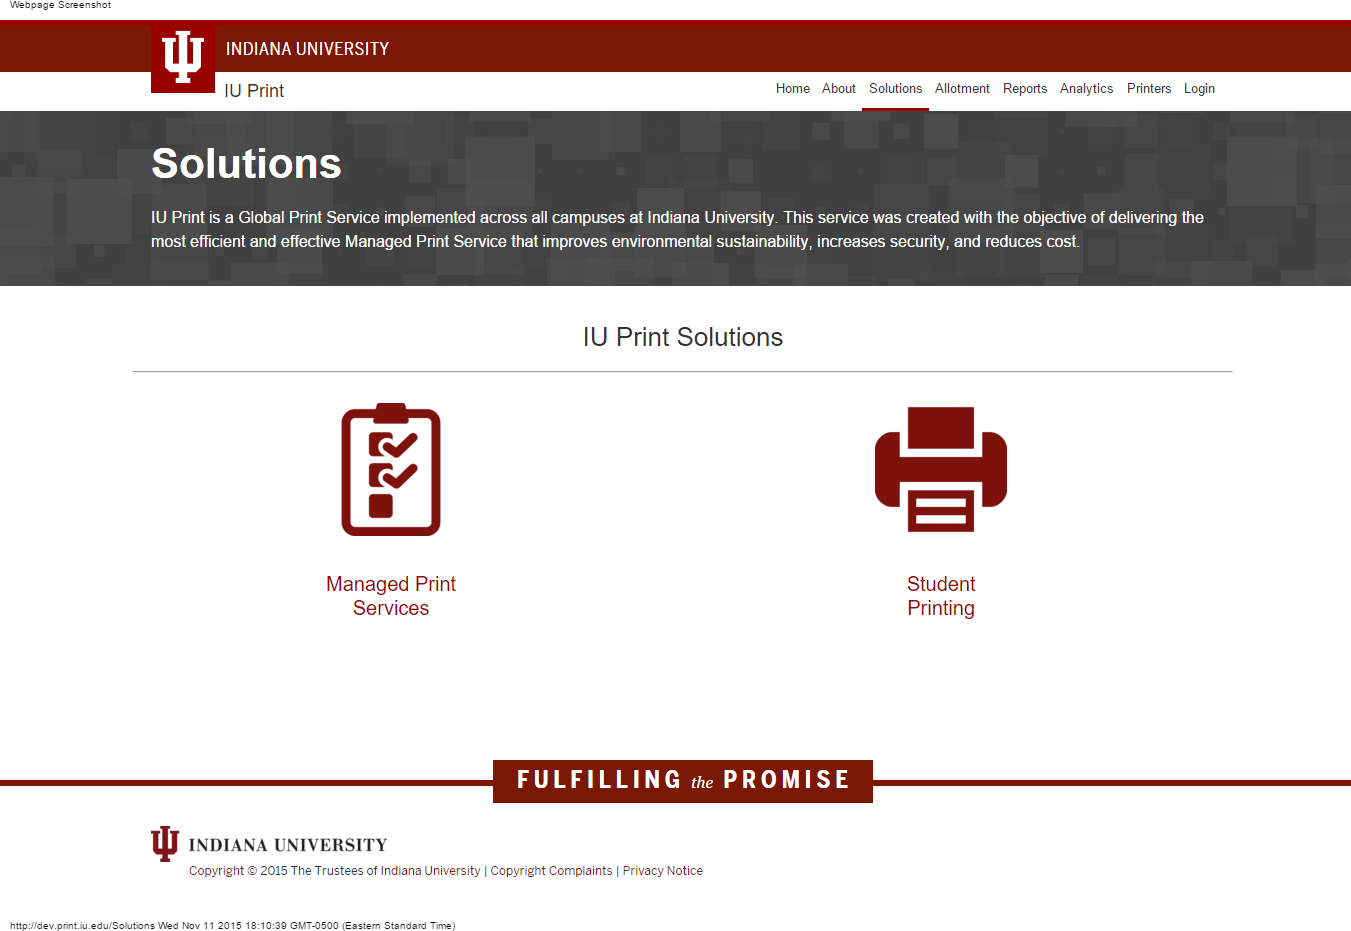 Webpage Screenshot
INDIANA UNIVERSITY
IU Print
Home About Solutions Allotment Reports Analytics Printers Login
Solutions
IU Print is a Global Print Service implemented across all campuses at Indiana University. This service was created with the objective of delivering the
most efficient and effective Managed Print Service that improves environmental sustainability, increases security, and reduces cost.
IU Print Solutions
Managed Print
Services
Student
Printing
FULFILLING the PROMISE
INDIANA UNIVERSITY
Copyright © 2015 The Trustees of Indiana University | Copyright Complaints | Privacy Notice
http://dev.print.iu.edu/Solutions Wed Nov 11 2015 18:10:39 GMT-0500 (Eastern Standard Time)